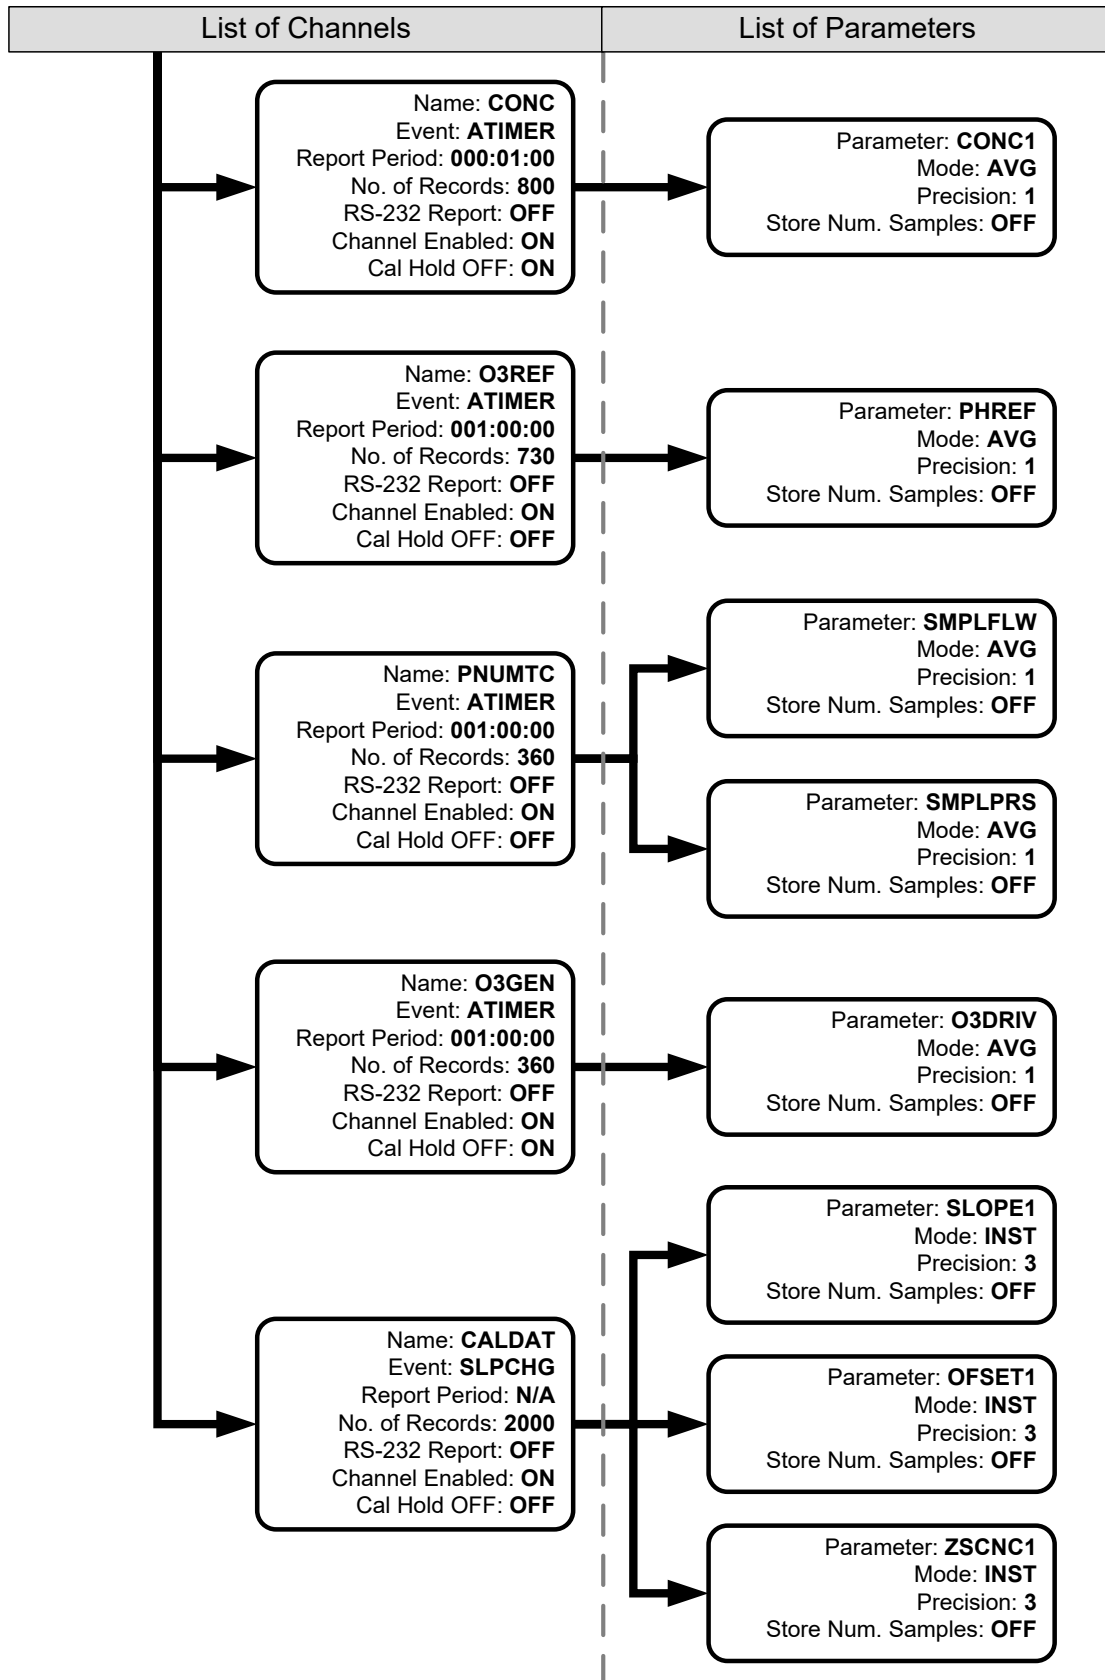 List of Channels
List of Parameters
Name: CONC
Event: ATIMER
Report Period: 000:01:00
No. of Records: 800
RS-232 Report: OFF
Channel Enabled: ON
Cal Hold OFF: ON
Parameter: CONC1
Mode: AVG
Precision: 1
Store Num. Samples: OFF
Name: O3REF
Event: ATIMER
Report Period: 001:00:00
No. of Records: 730
RS-232 Report: OFF
Channel Enabled: ON
Cal Hold OFF: OFF
Parameter: PHREF
Mode: AVG
Precision: 1
Store Num. Samples: OFF
Name: PNUMTC
Event: ATIMER
Report Period: 001:00:00
No. of Records: 360
RS-232 Report: OFF
Channel Enabled: ON
Cal Hold OFF: OFF
Parameter: SMPLFLW
Mode: AVG
Precision: 1
Store Num. Samples: OFF
Parameter: SMPLPRS
Mode: AVG
Precision: 1
Store Num. Samples: OFF
Name: O3GEN
Event: ATIMER
Report Period: 001:00:00
No. of Records: 360
RS-232 Report: OFF
Channel Enabled: ON
Cal Hold OFF: ON
Parameter: O3DRIV
Mode: AVG
Precision: 1
Store Num. Samples: OFF
Name: CALDAT
Event: SLPCHG
Report Period: N/A
No. of Records: 2000
RS-232 Report: OFF
Channel Enabled: ON
Cal Hold OFF: OFF
Parameter: SLOPE1
Mode: INST
Precision: 3
Store Num. Samples: OFF
Parameter: OFSET1
Mode: INST
Precision: 3
Store Num. Samples: OFF
Parameter: ZSCNC1
Mode: INST
Precision: 3
Store Num. Samples: OFF